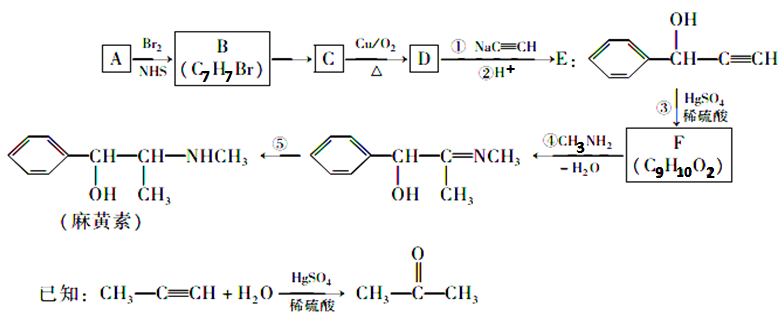 A Br₂ NHS B (C₇H₇Br) C Cu/O₂ △ D ① NaC≡CH ②H⁺ E: OH CH—C≡CH
③ HgSO₄ 稀硫酸
CH—CH—NHCH₃ OH CH₃ (麻黄素) ⑤ CH—C=NCH₃ OH CH₃ ④CH₃NH₂ −H₂O F (C₉H₁₀O₂)
已知: CH₃—C≡CH+H₂O HgSO₄ 稀硫酸 CH₃—C—CH₃ O